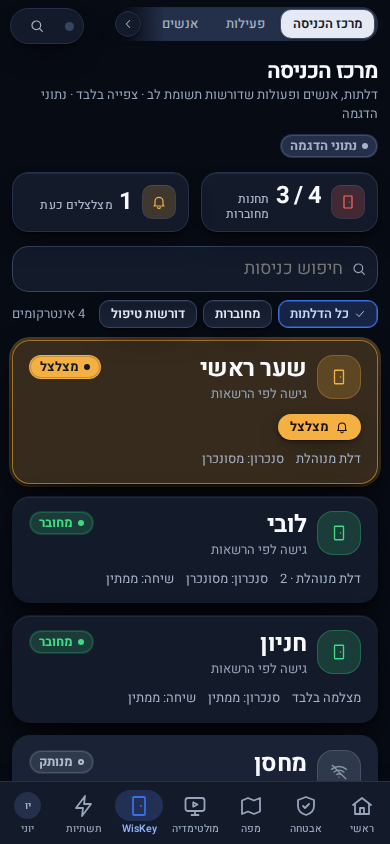 מרכז הכניסה
פעילות
אנשים
מרכז הכניסה
דלתות, אנשים ופעולות שדורשות תשומת לב · צפייה בלבד · נתוני
הדגמה
נתוני הדגמה
3 / 4 תחנות
מחוברות
1 מצלצלים כעת
חיפוש כניסות
כל הדלתות
מחוברות
דורשות טיפול
4 אינטרקומים
שער ראשי
מצלצל
גישה לפי הרשאות
מצלצל
דלת מנוהלת סנכרון: מסונכרן
לובי
מחובר
גישה לפי הרשאות
דלת מנוהלת · 2 סנכרון: מסונכרן שיחה: ממתין
חניון
מחובר
גישה לפי הרשאות
מצלמה בלבד סנכרון: ממתין שיחה: ממתין
מחסן
מנותק
ראשי
אבטחה
מפה
מולטימדיה
WisKey
תשתיות
יו
יוני